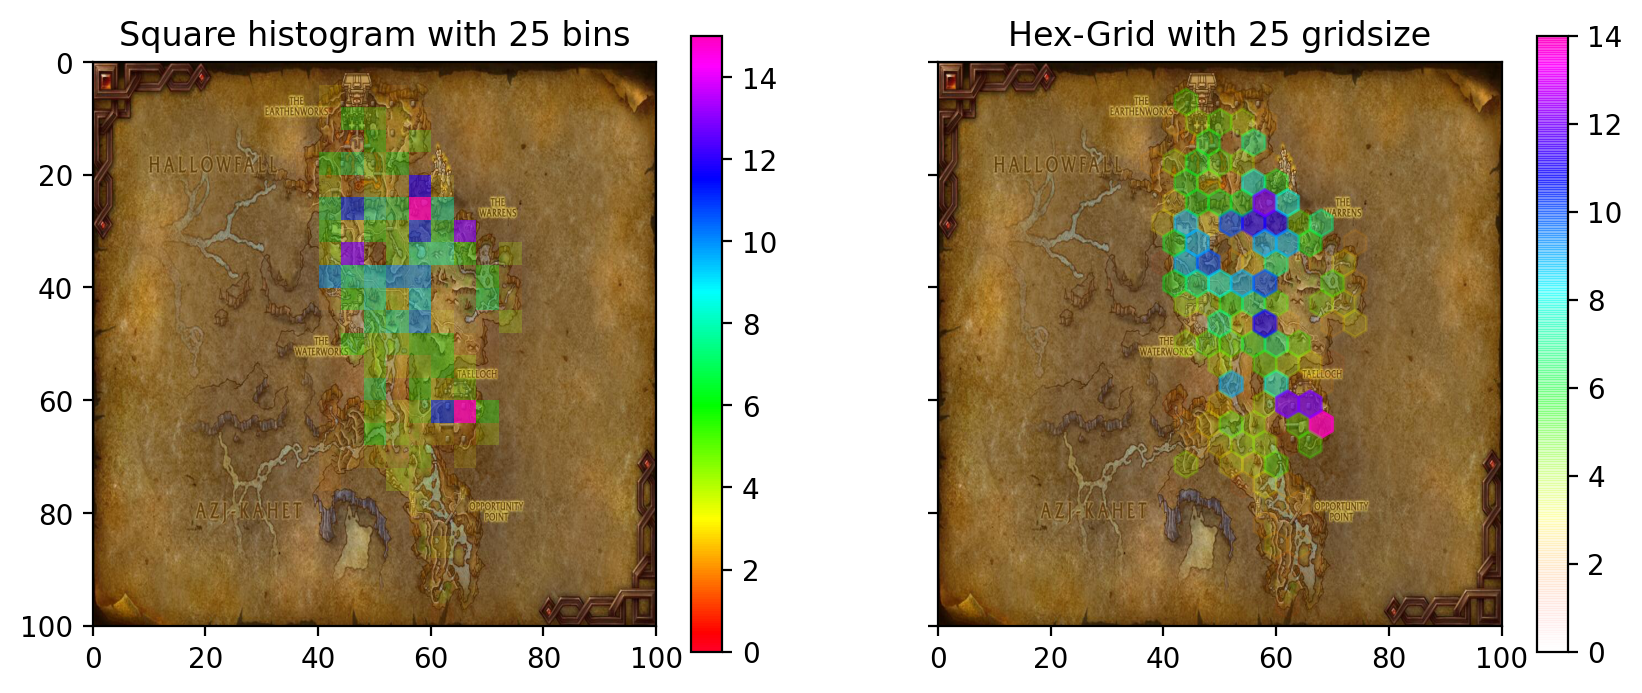 Square histogram with 25 bins
0
20
40
60
80
100
0
20
40
60
80
100
THE
EARTHENWORKS
HALLOWFALL
THE
WARRENS
THE
WATERWORKS
TAELLOCH
AZJ-KAHET
OPPORTUNITY
POINT
14
12
10
8
6
4
2
0
Hex-Grid with 25 gridsize
THE
EARTHENWORKS
HALLOWFALL
THE
WARRENS
THE
WATERWORKS
TAELLOCH
AZJ-KAHET
OPPORTUNITY
POINT
0
20
40
60
80
100
14
12
10
8
6
4
2
0